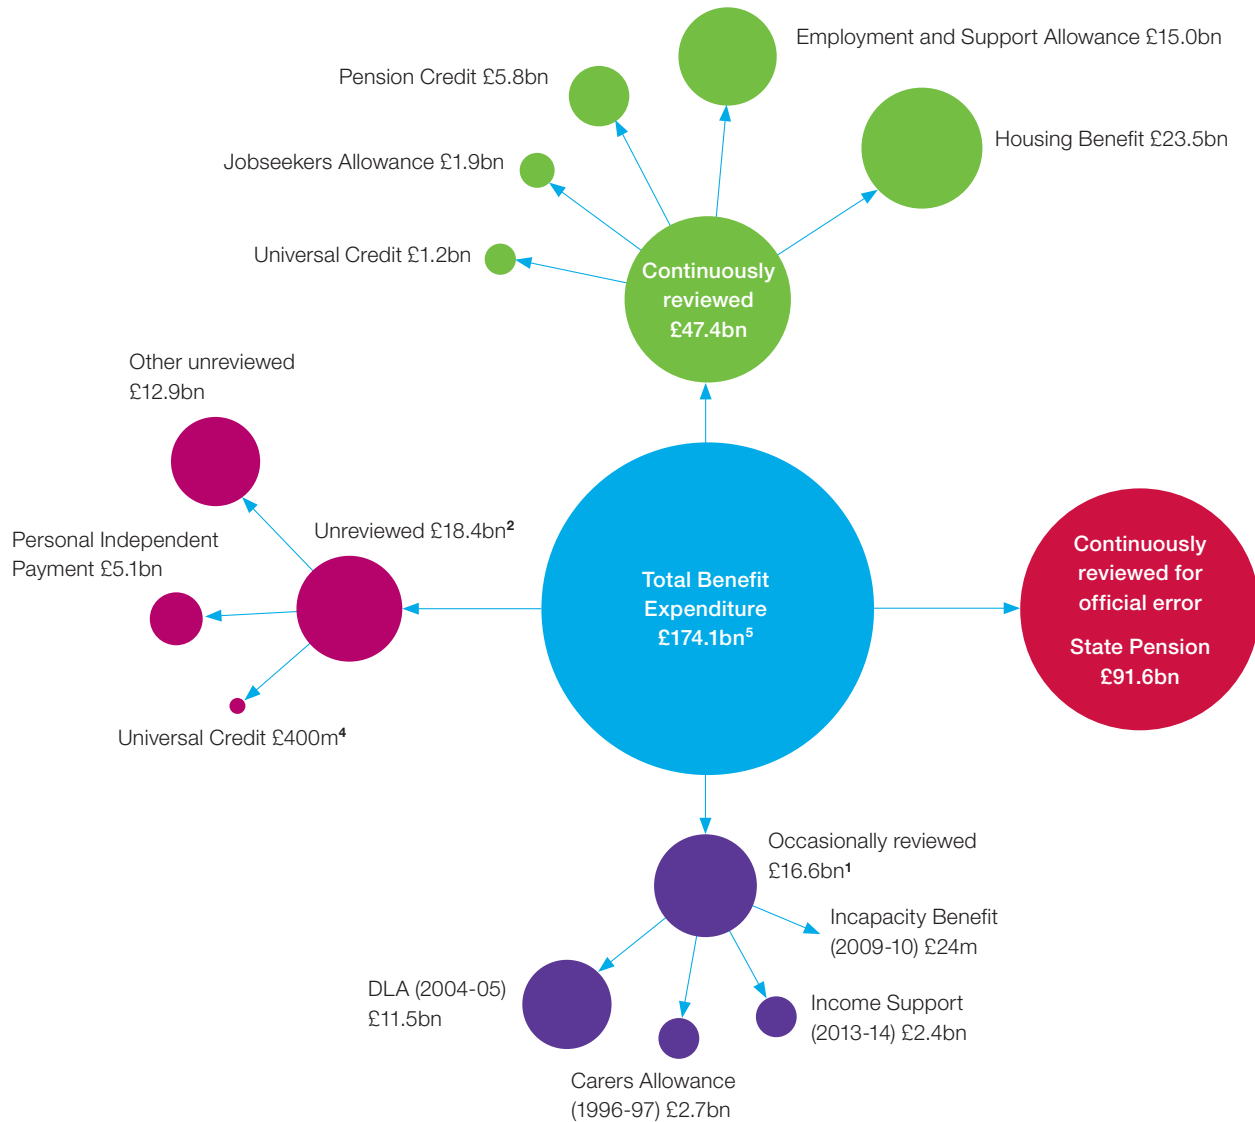 Employment and Support Allowance £15.0bn
Pension Credit £5.8bn
Housing Benefit £23.5bn
Jobseekers Allowance £1.9bn
Universal Credit £1.2bn
Continuously
reviewed
£47.4bn
Other unreviewed
£12.9bn
Unreviewed £18.4bn²
Personal Independent
Payment £5.1bn
Universal Credit £400m⁴
Total Benefit
Expenditure
£174.1bn⁵
Continuously
reviewed for
official error
State Pension
£91.6bn
Occasionally reviewed
£16.6bn¹
Incapacity Benefit
(2009-10) £24m
DLA (2004-05)
£11.5bn
Income Support
(2013-14) £2.4bn
Carers Allowance
(1996-97) £2.7bn